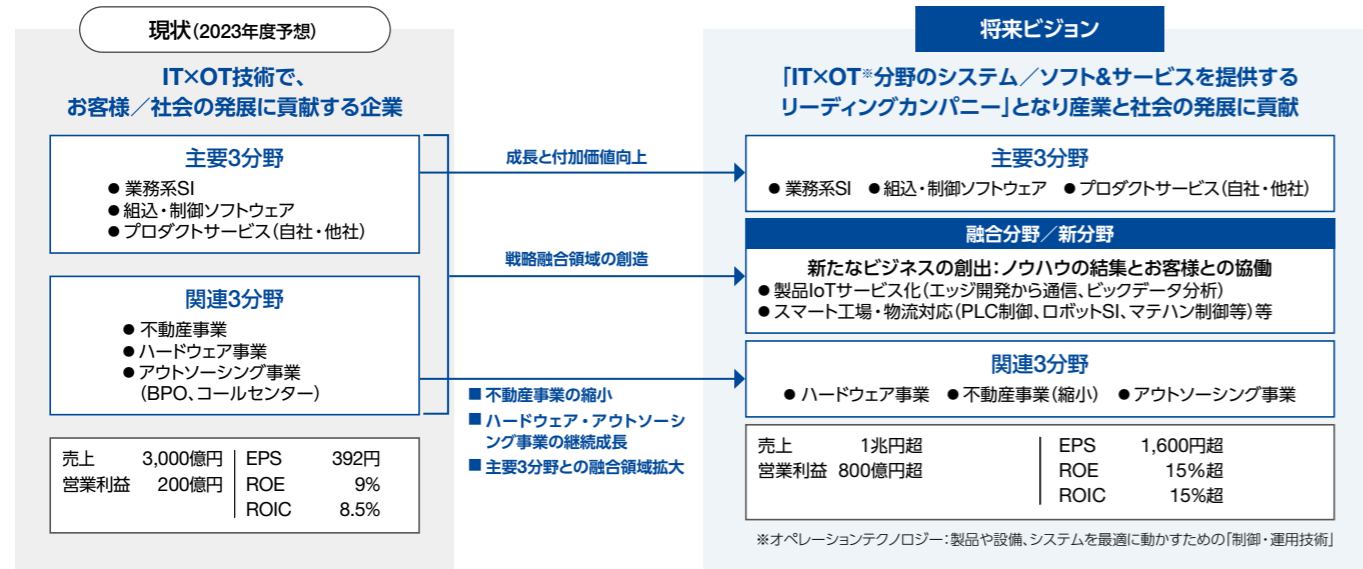 現状(2023年度予想)
IT×OT技術で、
お客様／社会の発展に貢献する企業
主要3分野
● 業務系SI
● 組込・制御ソフトウェア
● プロダクトサービス(自社・他社)
関連3分野
● 不動産事業
● ハードウェア事業
● アウトソーシング事業
(BPO、コールセンター)
売上 3,000億円 EPS 392円
営業利益 200億円 ROE 9%
ROIC 8.5%
成長と付加価値向上
戦略融合領域の創造
■ 不動産事業の縮小
■ ハードウェア・アウトソーシ
ング事業の継続成長
■ 主要3分野との融合領域拡大
将来ビジョン
「IT×OT※分野のシステム／ソフト&サービスを提供する
リーディングカンパニー」となり産業と社会の発展に貢献
主要3分野
● 業務系SI ● 組込・制御ソフトウェア ● プロダクトサービス(自社・他社)
融合分野／新分野
新たなビジネスの創出：ノウハウの結集とお客様との協働
● 製品IoTサービス化(エッジ開発から通信、ビックデータ分析)
● スマート工場・物流対応(PLC制御、ロボットSI、マテハン制御等)等
関連3分野
● ハードウェア事業 ● 不動産事業(縮小) ● アウトソーシング事業
売上 1兆円超 EPS 1,600円超
営業利益 800億円超 ROE 15%超
ROIC 15%超
※オペレーションテクノロジー：製品や設備、システムを最適に動かすための「制御・運用技術」